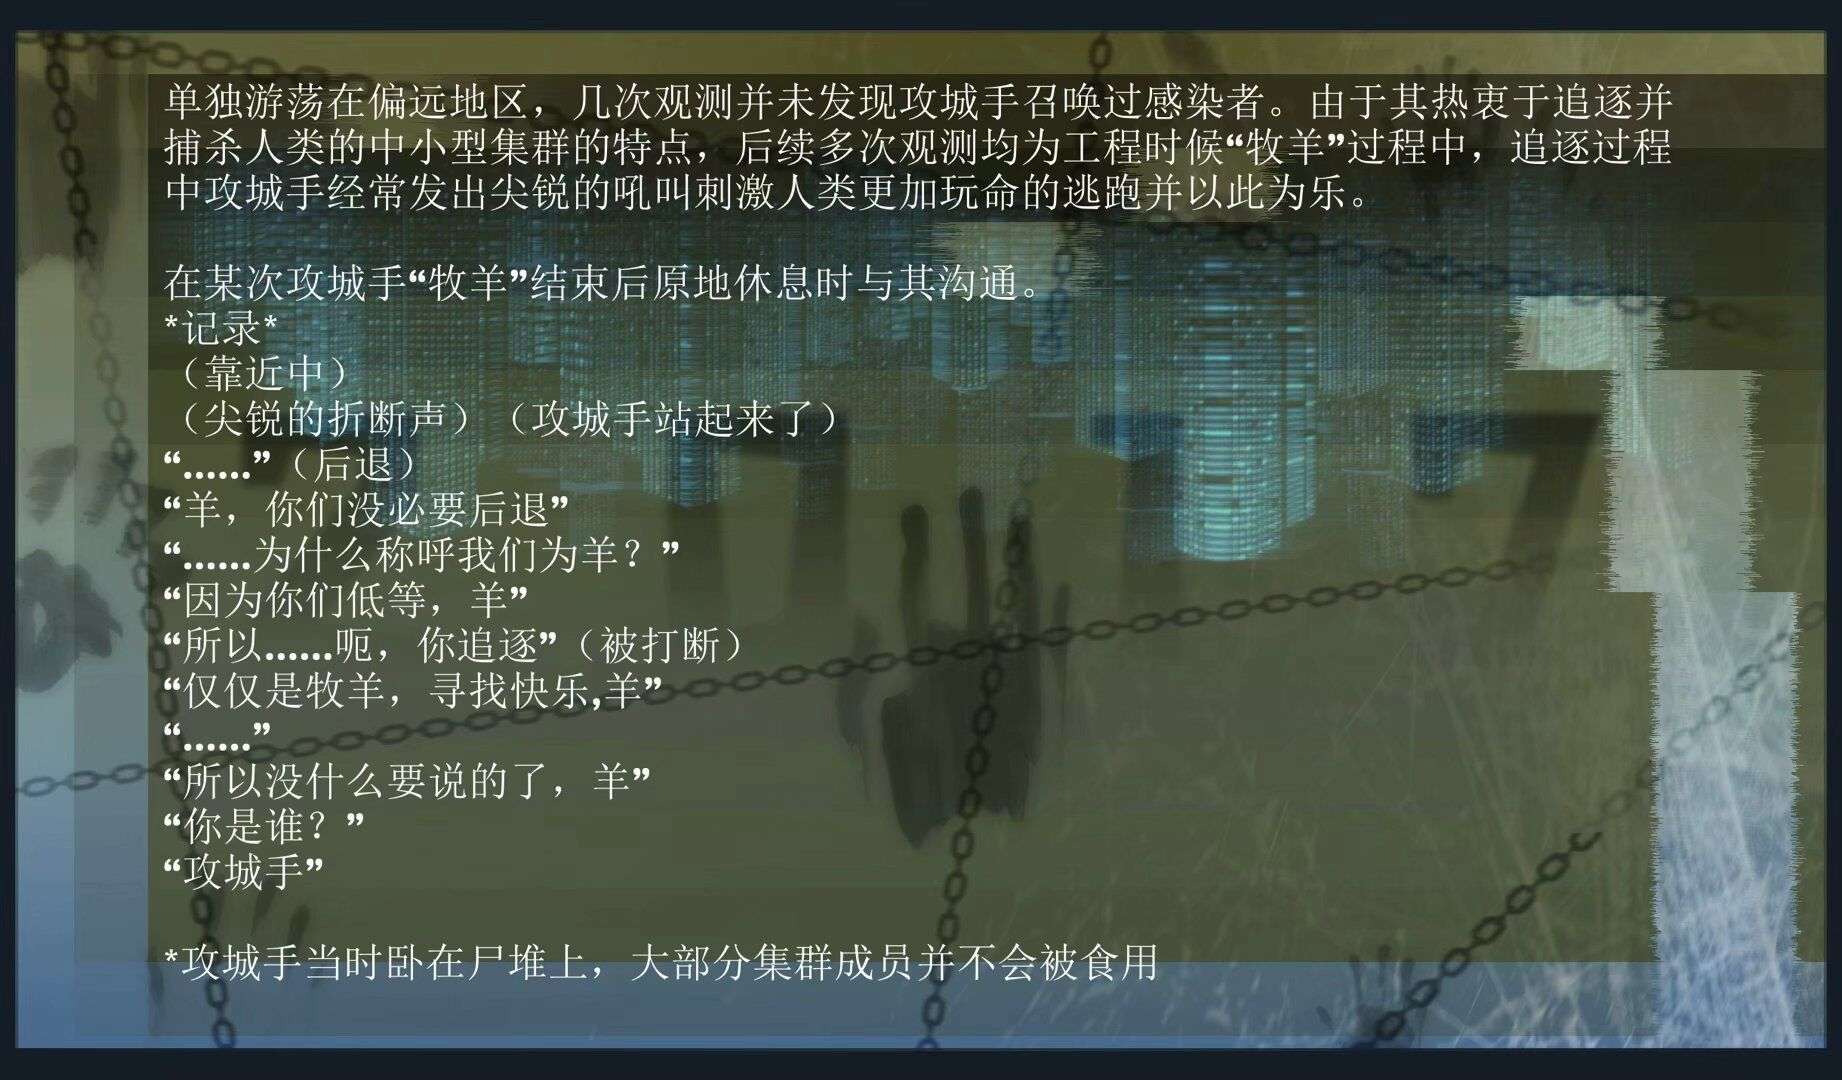 单独游荡在偏远地区，几次观测并未发现攻城手召唤过感染者。由于其热衷于追逐并
捕杀人类的中小型集群的特点，后续多次观测均为工程时候“牧羊”过程中，追逐过程
中攻城手经常发出尖锐的吼叫刺激人类更加玩命的逃跑并以此为乐。
在某次攻城手“牧羊”结束后原地休息时与其沟通。
*记录*
（靠近中）
（尖锐的折断声）（攻城手站起来了）
“......”（后退）
“羊，你们没必要后退”
“......为什么称呼我们为羊？”
“因为你们低等，羊”
“所以......呃，你追逐”（被打断）
“仅仅是牧羊，寻找快乐,羊”
“......”
“所以没什么要说的了，羊”
“你是谁？”
“攻城手”
*攻城手当时卧在尸堆上，大部分集群成员并不会被食用